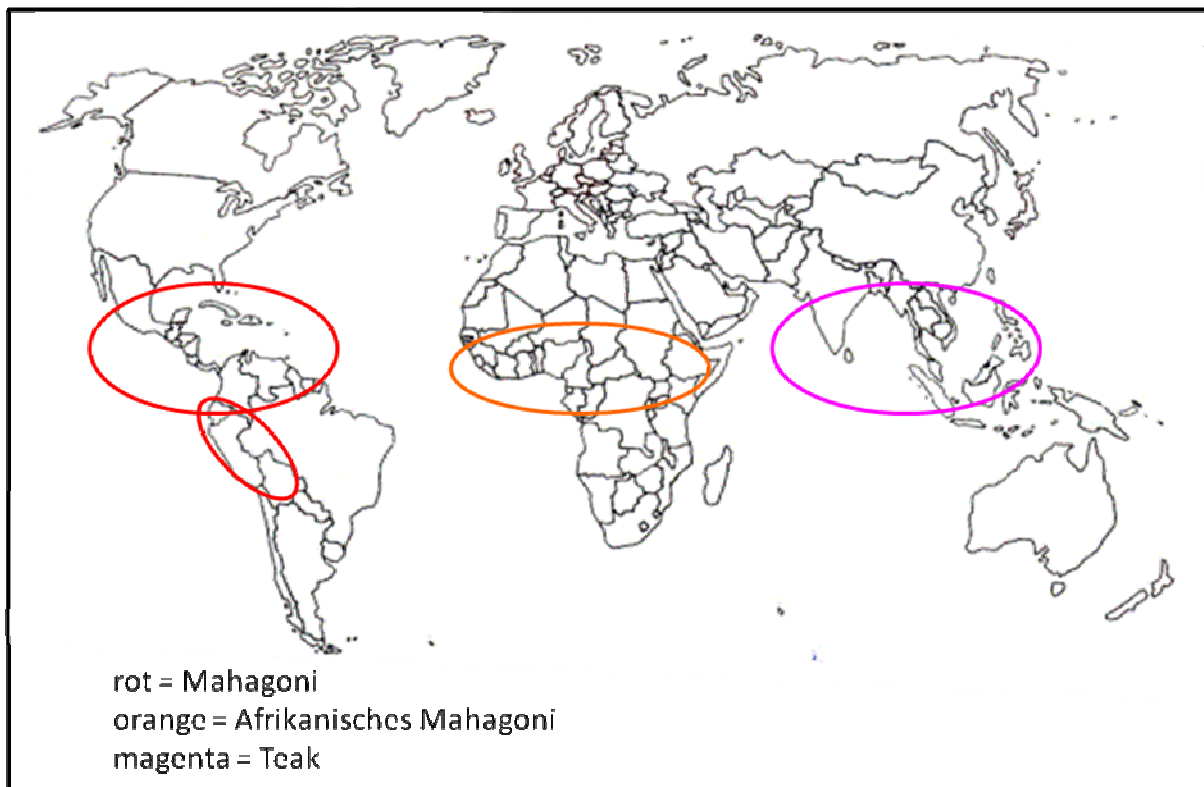 rot = Mahagoni
orange = Afrikanisches Mahagoni
magenta = Teak